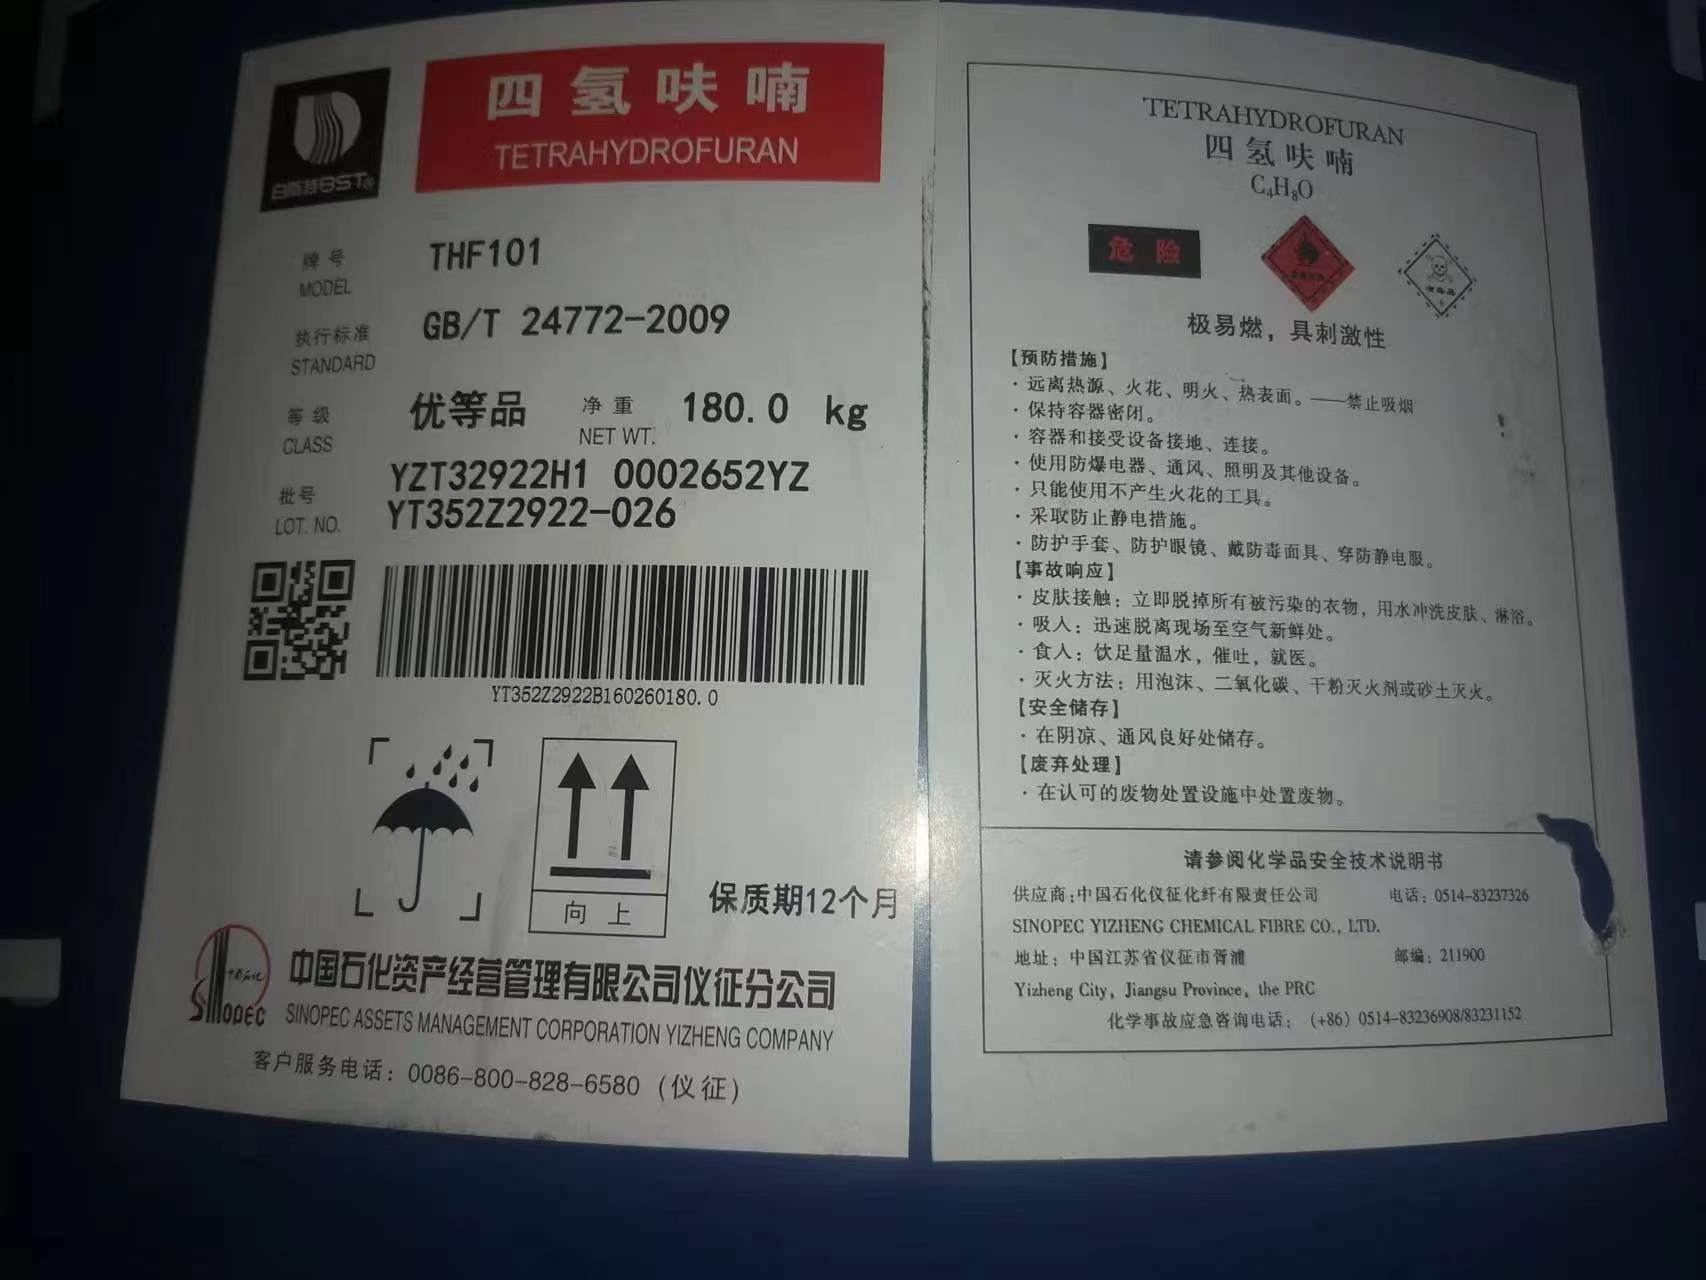 四氢呋喃
TETRAHYDROFURAN
BST®
牌号
MODEL
THF101
执行标准
STANDARD
GB/T 24772-2009
等级
CLASS
优等品
净重
NET WT.
180.0 kg
批号
LOT. NO.
YZT32922H1 0002652YZ
YT352Z2922-026
YT352Z2922B160260180.0
向上
保质期12个月
中国石化
SINOPEC
中国石化资产经营管理有限公司仪征分公司
SINOPEC ASSETS MANAGEMENT CORPORATION YIZHENG COMPANY
客户服务电话：0086-800-828-6580（仪征）
TETRAHYDROFURAN
四氢呋喃
C₄H₈O
危险
极易燃，具刺激性
【预防措施】
·远离热源、火花、明火、热表面。——禁止吸烟
·保持容器密闭。
·容器和接受设备接地、连接。
·使用防爆电器、通风、照明及其他设备。
·只能使用不产生火花的工具。
·采取防止静电措施。
·防护手套、防护眼镜、戴防毒面具、穿防静电服。
【事故响应】
·皮肤接触：立即脱掉所有被污染的衣物，用水冲洗皮肤、淋浴。
·吸入：迅速脱离现场至空气新鲜处。
·食入：饮足量温水，催吐，就医。
·灭火方法：用泡沫、二氧化碳、干粉灭火剂或砂土灭火。
【安全储存】
·在阴凉、通风良好处储存。
【废弃处理】
·在认可的废物处置设施中处置废物。
请参阅化学品安全技术说明书
供应商：中国石化仪征化纤有限责任公司 电话：0514-83237326
SINOPEC YIZHENG CHEMICAL FIBRE CO., LTD.
地址：中国江苏省仪征市胥浦 邮编：211900
Yizheng City, Jiangsu Province, the PRC
化学事故应急咨询电话：（+86）0514-83236908/83231152